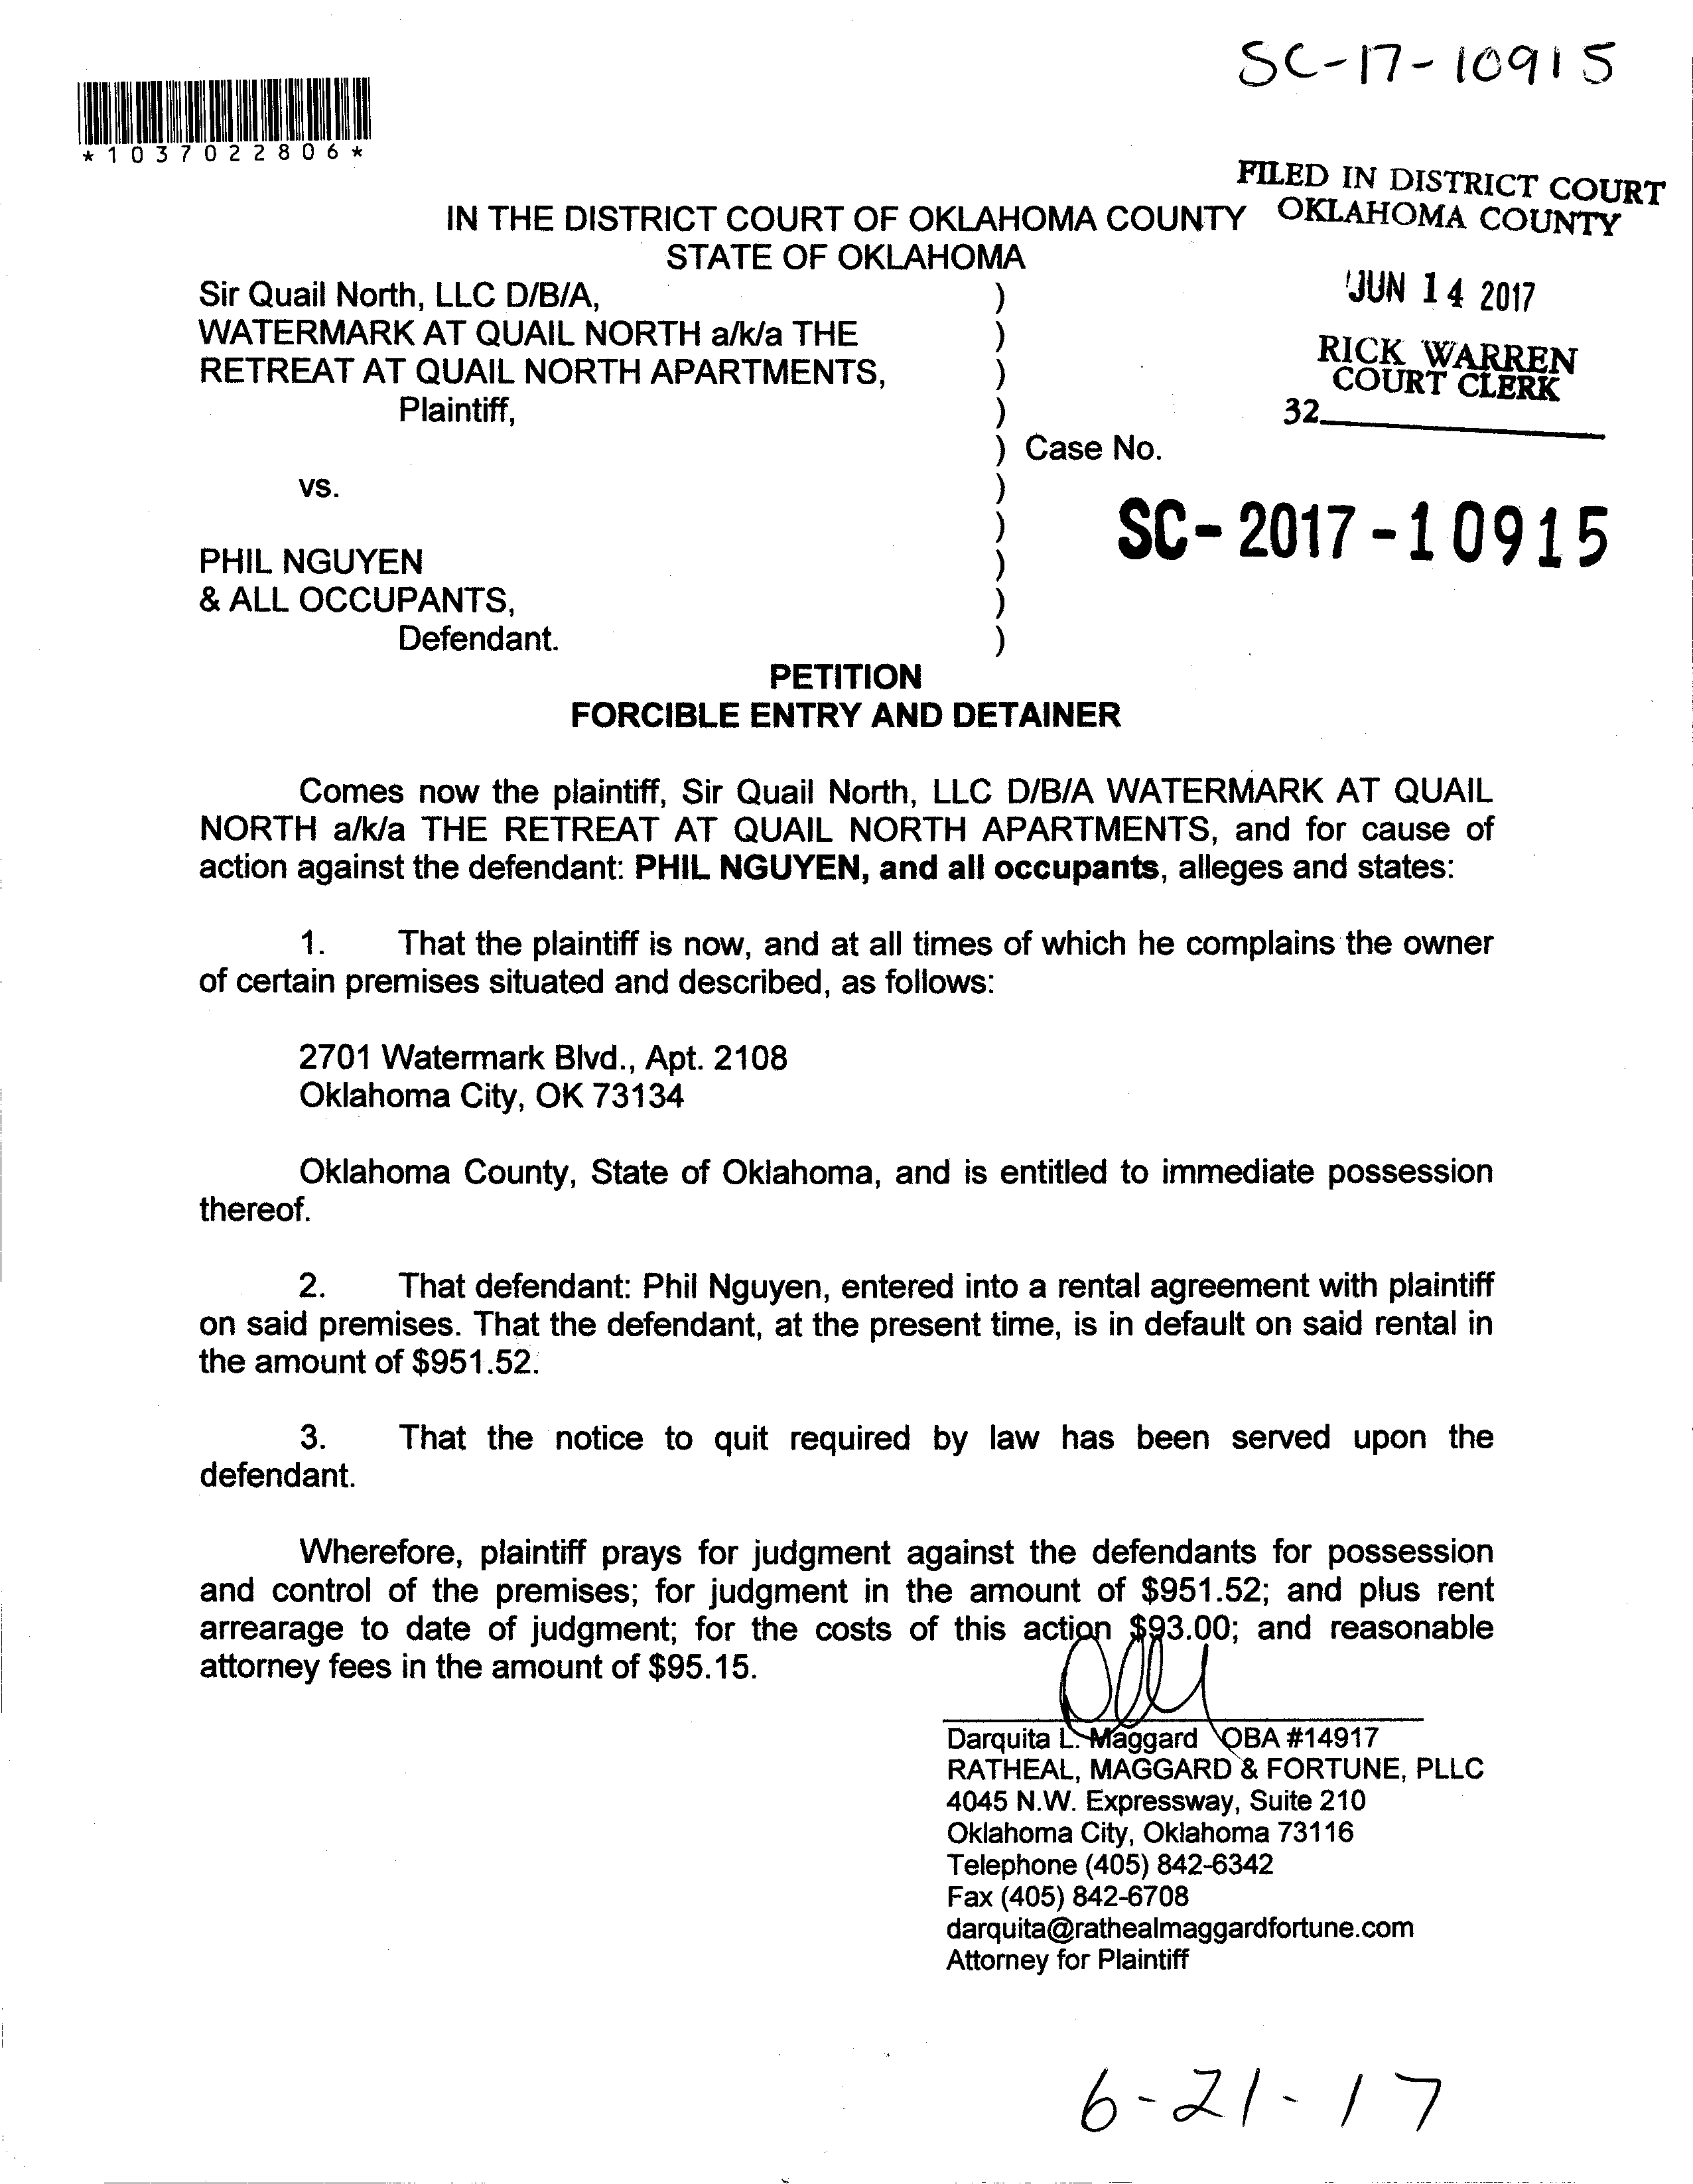 SC-17-10915
*1037022806*
FILED IN DISTRICT COURT
OKLAHOMA COUNTY
IN THE DISTRICT COURT OF OKLAHOMA COUNTY
STATE OF OKLAHOMA
JUN 14 2017
Sir Quail North, LLC D/B/A, )
WATERMARK AT QUAIL NORTH a/k/a THE )
RETREAT AT QUAIL NORTH APARTMENTS, )
Plaintiff, )
RICK WARREN
COURT CLERK
32
) Case No.
vs. )
)
SC-2017-10915
PHIL NGUYEN )
& ALL OCCUPANTS, )
Defendant. )
PETITION
FORCIBLE ENTRY AND DETAINER
Comes now the plaintiff, Sir Quail North, LLC D/B/A WATERMARK AT QUAIL
NORTH a/k/a THE RETREAT AT QUAIL NORTH APARTMENTS, and for cause of
action against the defendant: PHIL NGUYEN, and all occupants, alleges and states:
1. That the plaintiff is now, and at all times of which he complains the owner
of certain premises situated and described, as follows:
2701 Watermark Blvd., Apt. 2108
Oklahoma City, OK 73134
Oklahoma County, State of Oklahoma, and is entitled to immediate possession
thereof.
2. That defendant: Phil Nguyen, entered into a rental agreement with plaintiff
on said premises. That the defendant, at the present time, is in default on said rental in
the amount of $951.52.
3. That the notice to quit required by law has been served upon the
defendant.
Wherefore, plaintiff prays for judgment against the defendants for possession
and control of the premises; for judgment in the amount of $951.52; and plus rent
arrearage to date of judgment; for the costs of this action $93.00; and reasonable
attorney fees in the amount of $95.15.
Darquita L. Maggard OBA #14917
RATHEAL, MAGGARD & FORTUNE, PLLC
4045 N.W. Expressway, Suite 210
Oklahoma City, Oklahoma 73116
Telephone (405) 842-6342
Fax (405) 842-6708
darquita@rathealmaggardfortune.com
Attorney for Plaintiff
6-21-17